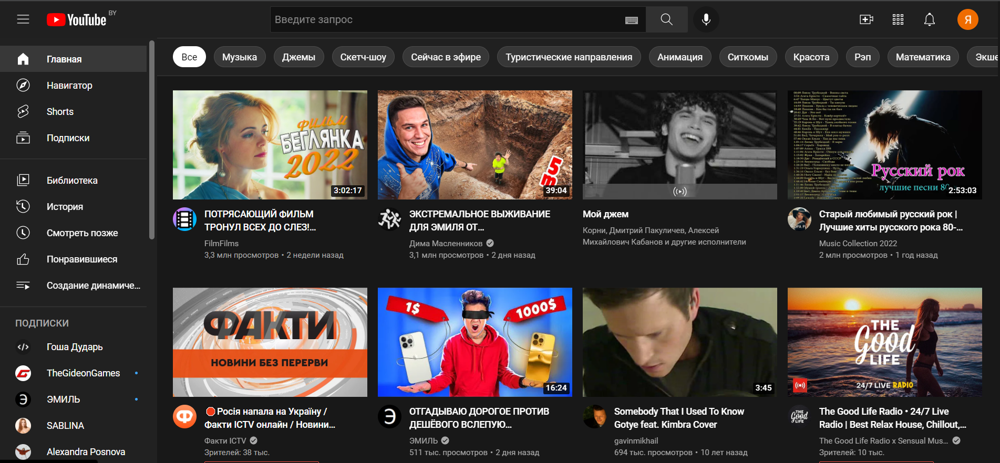 YouTube BY
Введите запрос
Я
Главная
Навигатор
Shorts
Подписки
Библиотека
История
Смотреть позже
Понравившиеся
Создание динамиче...
ПОДПИСКИ
Гоша Дударь
TheGideonGames
ЭМИЛЬ
SABLINA
Alexandra Posnova
Все
Музыка
Джемы
Скетч-шоу
Сейчас в эфире
Туристические направления
Анимация
Ситкомы
Красота
Рэп
Математика
Экше
ФИЛЬМ
БЕГЛЯНКА
2022
3:02:17
ПОТРЯСАЮЩИЙ ФИЛЬМ
ТРОНУЛ ВСЕХ ДО СЛЕЗ!...
FilmFilms
3,3 млн просмотров • 2 недели назад
35
39:04
ЭКСТРЕМАЛЬНОЕ ВЫЖИВАНИЕ
ДЛЯ ЭМИЛЯ ОТ...
Дима Масленников
3,1 млн просмотров • 2 дня назад
Мой джем
Корни, Дмитрий Пакуличев, Алексей
Михайлович Кабанов и другие исполнители
Русский рок
лучшие песни 80
2:53:03
Старый любимый русский рок |
Лучшие хиты русского рока 80-...
Music Collection 2022
2 млн просмотров • 1 год назад
ФАКТИ
НОВИНИ БЕЗ ПЕРЕРВИ
Росія напала на Україну /
Факти ICTV онлайн / Новини...
Факти ICTV
Зрителей: 38 тыс.
1$
1000$
16:24
Э
ОТГАДЫВАЮ ДОРОГОЕ ПРОТИВ
ДЕШЁВОГО ВСЛЕПУЮ...
ЭМИЛЬ
511 тыс. просмотров • 2 дня назад
3:45
Somebody That I Used To Know
Gotye feat. Kimbra Cover
gavinmikhail
694 тыс. просмотров • 10 лет назад
THE
Good
LIFE
24/7 LIVE RADIO
THE
Good
LIFE
The Good Life Radio • 24/7 Live
Radio | Best Relax House, Chillout,...
The Good Life Radio x Sensual Mus...
Зрителей: 10 тыс.